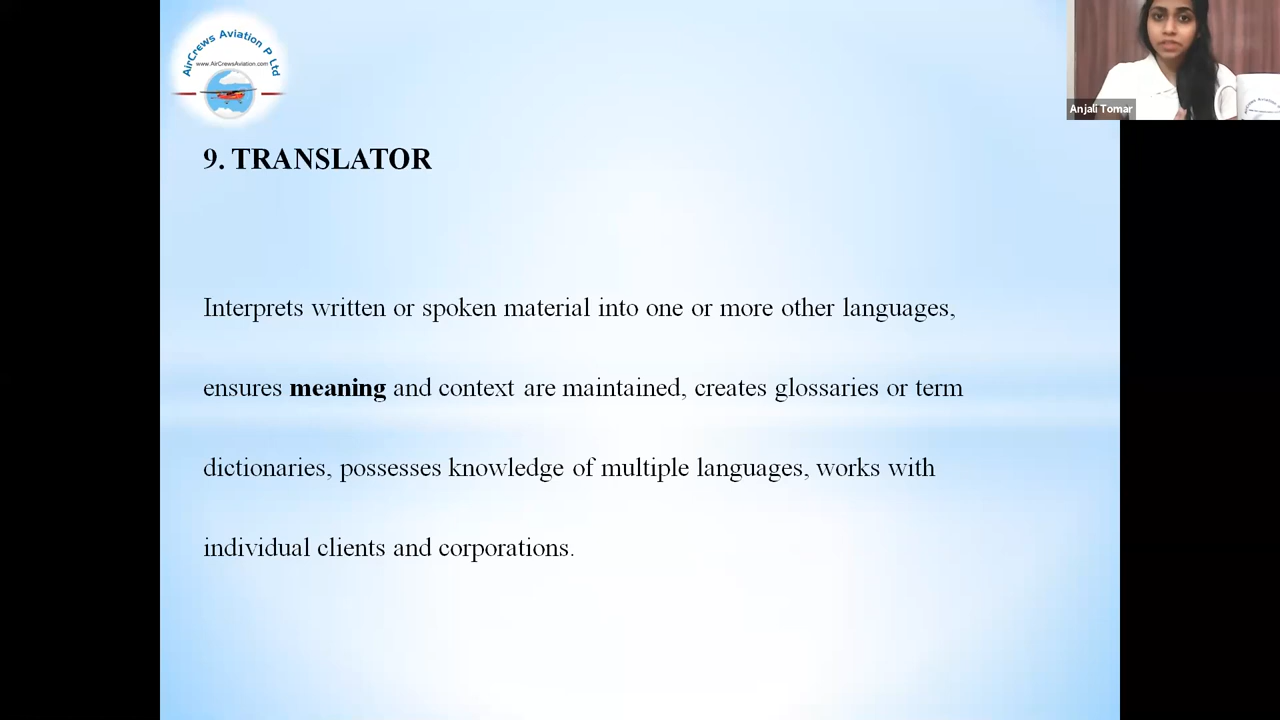 AirCrews Aviation P Ltd
www.AirCrewsAviation.com
Anjali Tomar
9. TRANSLATOR
Interprets written or spoken material into one or more other languages,
ensures meaning and context are maintained, creates glossaries or term
dictionaries, possesses knowledge of multiple languages, works with
individual clients and corporations.